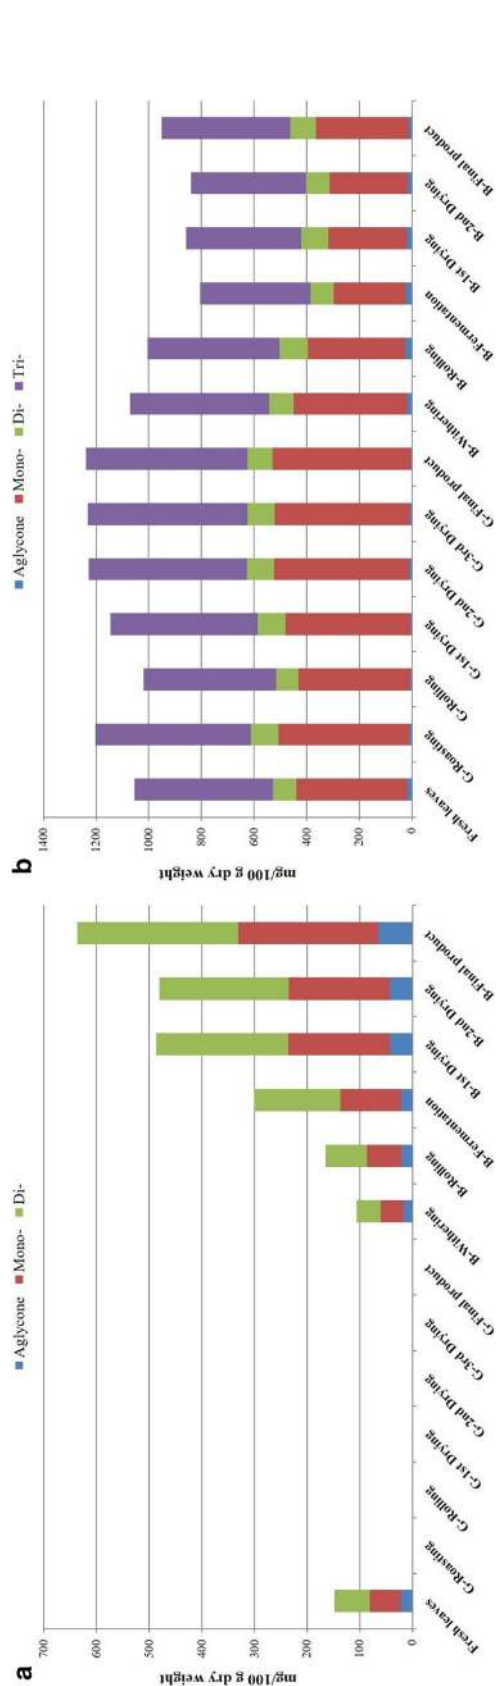 a
Aglycone Mono- Di-
mg/100 g dry weight
700
600
500
400
300
200
100
0
Fresh leaves
G-Roasting
G-Rolling
G-1st Drying
G-2nd Drying
G-3rd Drying
G-Final product
B-Withering
B-Rolling
B-Fermentation
B-1st Drying
B-2nd Drying
B-Final product
b
Aglycone Mono- Di- Tri-
mg/100 g dry weight
1400
1200
1000
800
600
400
200
0
Fresh leaves
G-Roasting
G-Rolling
G-1st Drying
G-2nd Drying
G-3rd Drying
G-Final product
B-Withering
B-Rolling
B-Fermentation
B-1st Drying
B-2nd Drying
B-Final product